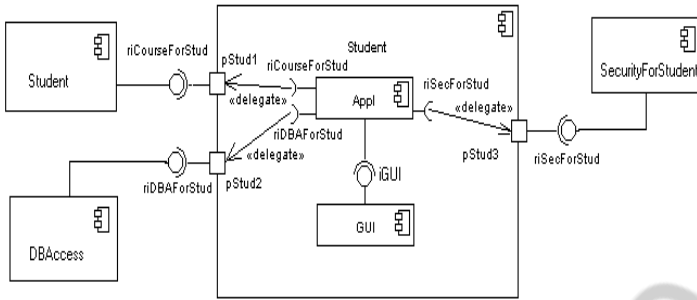 Student
riCourseForStud
pStud1
riCourseForStud
riSecForStud
SecurityForStudent
Student
Appl
«delegate»
«delegate»
riDBAForStud
«delegate»
pStud3
riSecForStud
riDBAForStud
pStud2
iGUI
GUI
DBAccess